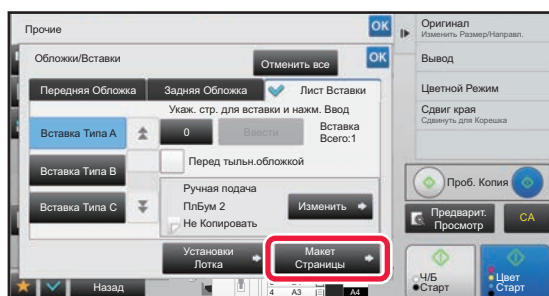 Прочие
OK
Обложки/Вставки
Отменить все
OK
Передняя Обложка
Задняя Обложка
Лист Вставки
Укаж. стр. для вставки и нажм. Ввод
Вставка Типа A
0
Ввести
Вставка
Всего:1
Вставка Типа B
Перед тыльн.обложкой
Вставка Типа C
Ручная подача
ПлБум 2
Не Копировать
Изменить
Установки
Лотка
Макет
Страницы
Назад
4 A3
A4
Оригинал
Изменить Размер/Направл.
Вывод
Цветной Режим
Сдвиг края
Сдвинуть для Корешка
Проб. Копия
Предварит.
Просмотр
CA
Ч/Б
Старт
Цвет
Старт